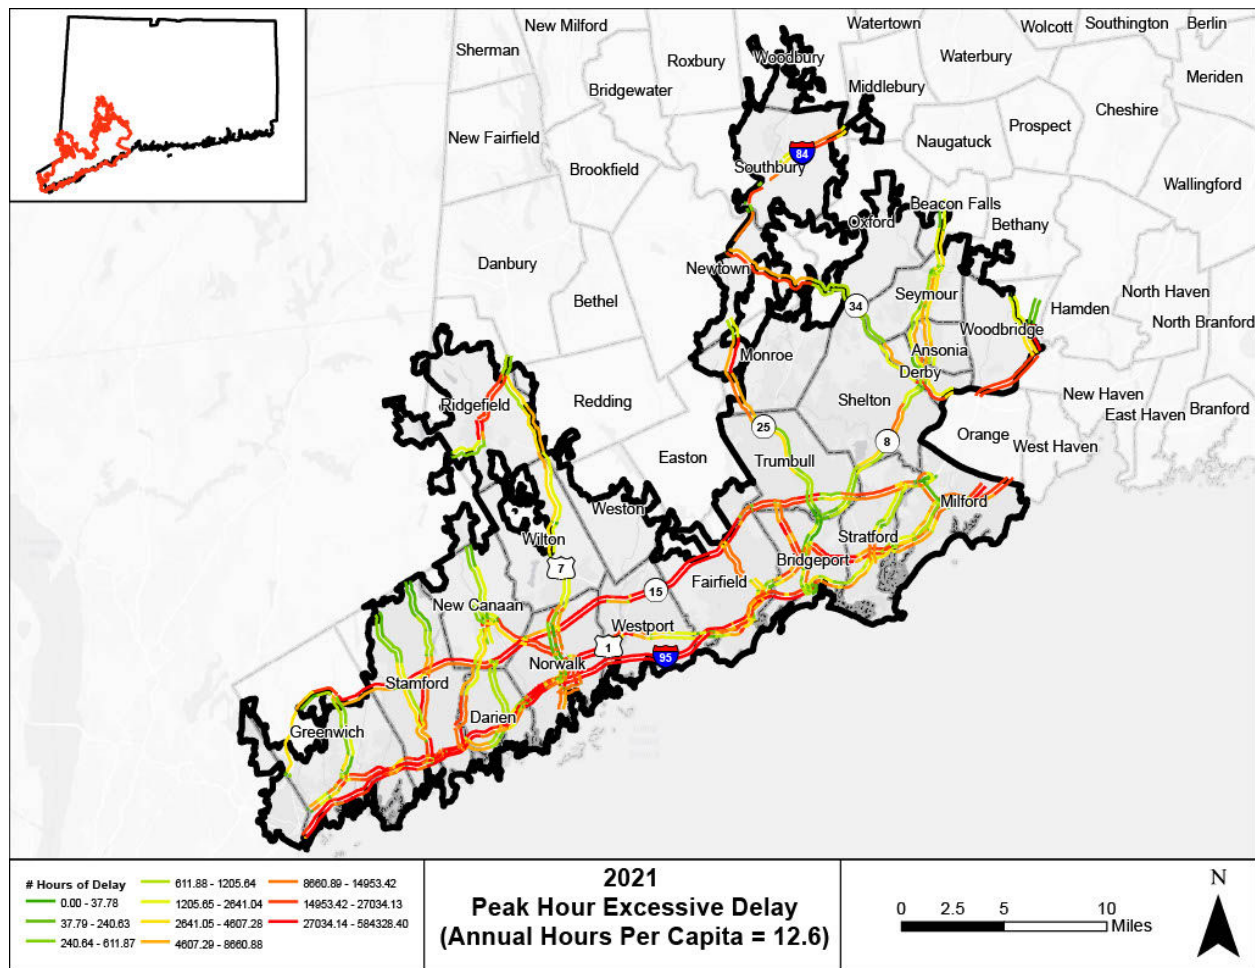 New Milford
Watertown
Wolcott
Southington
Berlin
Sherman
Roxbury
Woodbury
Waterbury
Meriden
Bridgewater
Middlebury
Cheshire
New Fairfield
Prospect
Naugatuck
84
Southbury
Brookfield
Wallingford
Beacon Falls
Oxford
Bethany
Danbury
Newtown
Bethel
Seymour
North Haven
Hamden
34
North Branford
Woodbridge
Monroe
Ansonia
Derby
Ridgefield
Redding
Shelton
New Haven
East Haven
Branford
25
8
Orange
West Haven
Easton
Trumbull
Milford
Weston
Wilton
Stratford
Bridgeport
7
Fairfield
15
New Canaan
Westport
1
95
Norwalk
Stamford
Darien
Greenwich
# Hours of Delay
0.00 - 37.78
37.79 - 240.63
240.64 - 611.87
611.88 - 1205.64
1205.65 - 2641.04
2641.05 - 4607.28
4607.29 - 8660.88
8660.89 - 14953.42
14953.42 - 27034.13
27034.14 - 584328.40
2021
Peak Hour Excessive Delay
(Annual Hours Per Capita = 12.6)
0 2.5 5 10
Miles
N